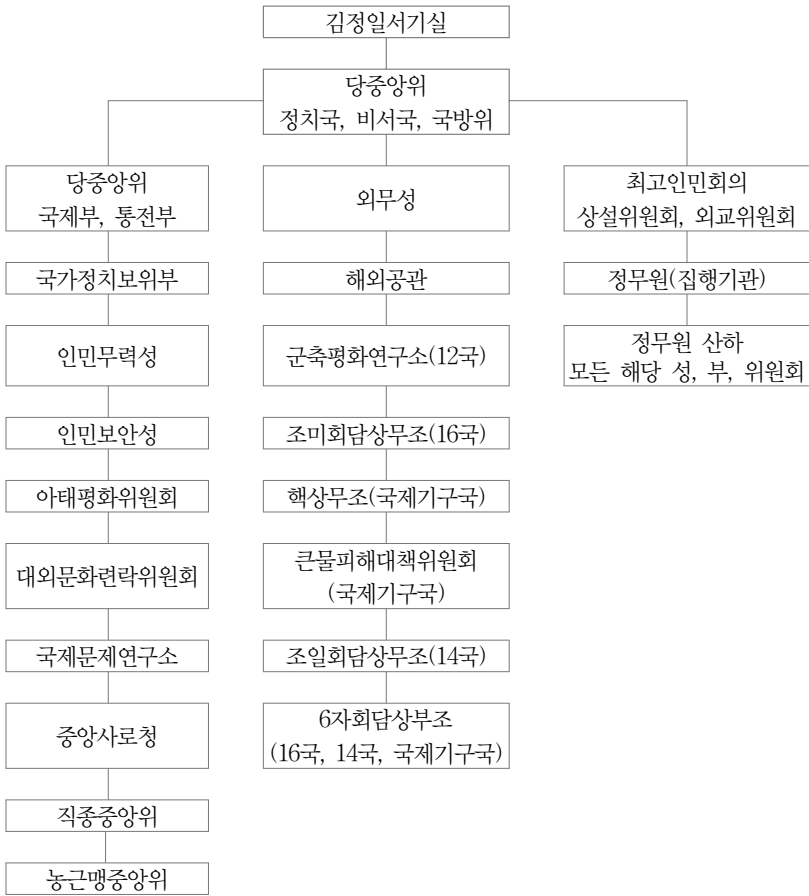 김정일서기실
당중앙위
정치국, 비서국, 국방위
당중앙위
국제부, 통전부
국가정치보위부
인민무력성
인민보안성
아태평화위원회
대외문화련락위원회
국제문제연구소
중앙사로청
직종중앙위
농근맹중앙위
외무성
해외공관
군축평화연구소(12국)
조미회담상무조(16국)
핵상무조(국제기구국)
큰물피해대책위원회
(국제기구국)
조일회담상무조(14국)
6자회담상부조
(16국, 14국, 국제기구국)
최고인민회의
상설위원회, 외교위원회
정무원(집행기관)
정무원 산하
모든 해당 성, 부, 위원회